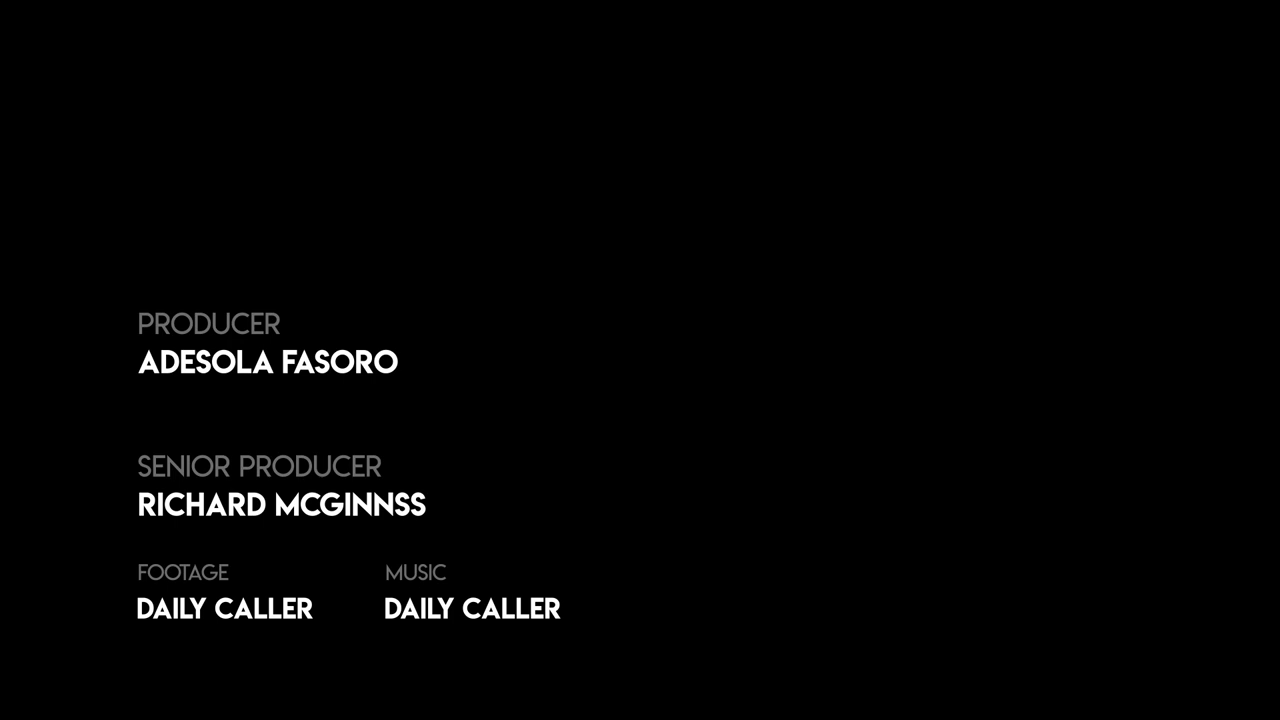 PRODUCER
ADESOLA FASORO
SENIOR PRODUCER
RICHARD MCGINNSS
FOOTAGE MUSIC
DAILY CALLER DAILY CALLER